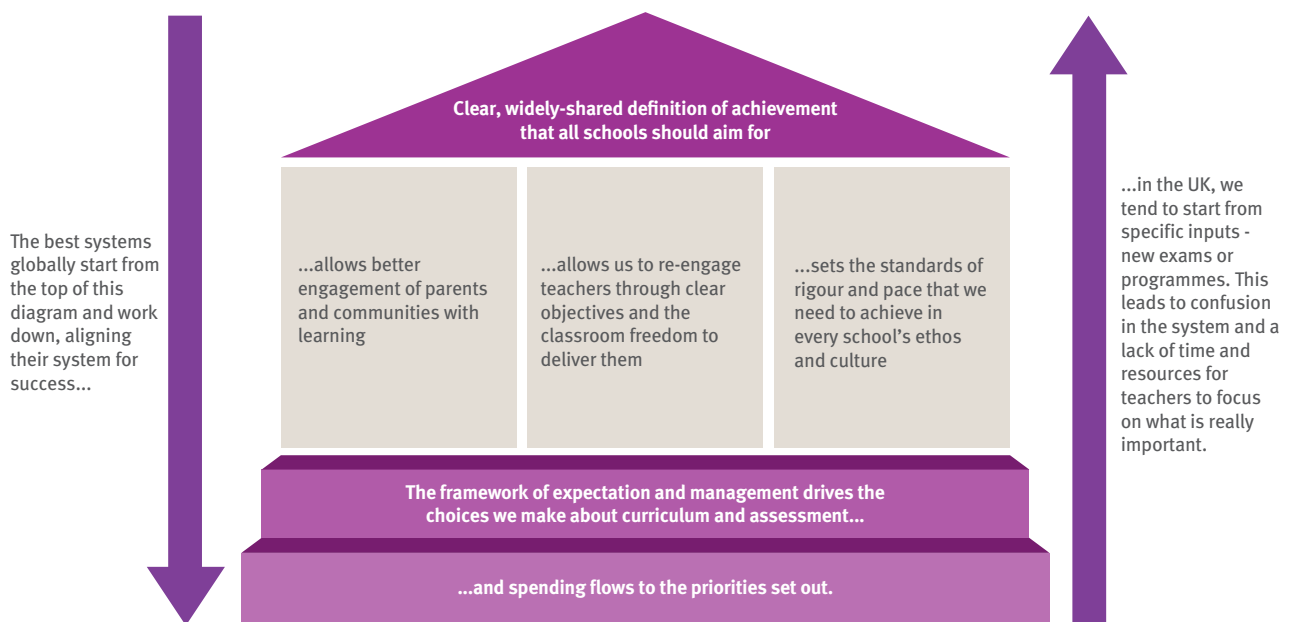 Clear, widely-shared definition of achievement
that all schools should aim for
The best systems
globally start from
the top of this
diagram and work
down, aligning
their system for
success...
...allows better
engagement of parents
and communities with
learning
...allows us to re-engage
teachers through clear
objectives and the
classroom freedom to
deliver them
...sets the standards of
rigour and pace that we
need to achieve in
every school’s ethos
and culture
...in the UK, we
tend to start from
specific inputs -
new exams or
programmes. This
leads to confusion
in the system and a
lack of time and
resources for
teachers to focus
on what is really
important.
The framework of expectation and management drives the
choices we make about curriculum and assessment...
...and spending flows to the priorities set out.